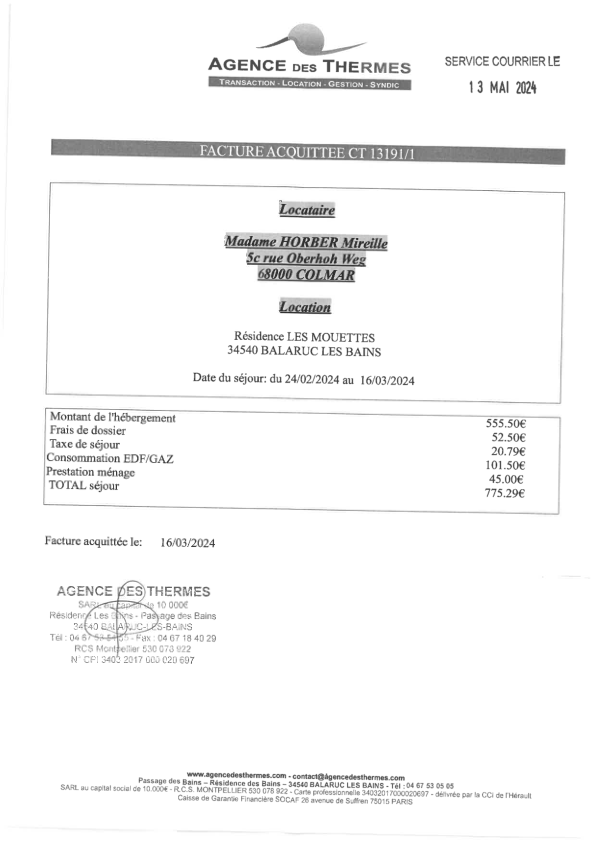 AGENCE DES THERMES
TRANSACTION - LOCATION - GESTION - SYNDIC
SERVICE COURRIER LE
13 MAI 2024
FACTURE ACQUITTEE CT 13191/1
Locataire
Madame HORBER Mireille
5c rue Oberhoh Weg
68000 COLMAR
Location
Résidence LES MOUETTES
34540 BALARUC LES BAINS
Date du séjour: du 24/02/2024 au 16/03/2024
Montant de l'hébergement 555.50€
Frais de dossier 52.50€
Taxe de séjour 20.79€
Consommation EDF/GAZ 101.50€
Prestation ménage 45.00€
TOTAL séjour 775.29€
Facture acquittée le: 16/03/2024
AGENCE DES THERMES
SARL au capital de 10 000€
Résidence Les Bains - Passage des Bains
34540 BALARUC-LES-BAINS
Tél : 04 67 53 - Fax : 04 67 18 40 29
RCS Montpellier 530 078 922
N° CPI 3403 2017 000 020 697
www.agencedesthermes.com - contact@agencedesthermes.com
Passage des Bains – Résidence des Bains – 34540 BALARUC LES BAINS - Tél : 04 67 53 05 05
SARL au capital social de 10.000€ - R.C.S. MONTPELLIER 530 078 922 - Carte professionnelle 34032017000020697 - délivrée par la CCI de l'Hérault
Caisse de Garantie Financière SOCAF 26 avenue de Suffren 75015 PARIS